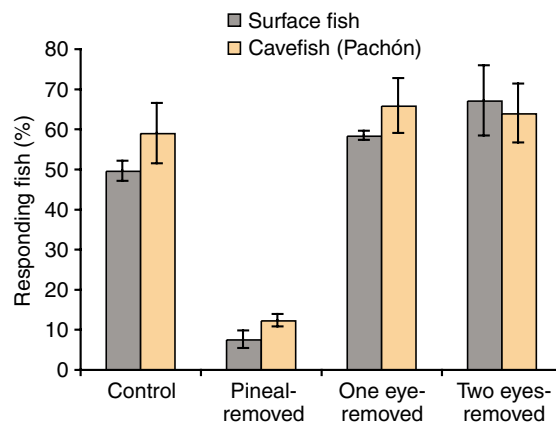 Surface fish
Cavefish (Pachón)
Responding fish (%)
80
70
60
50
40
30
20
10
0
Control
Pineal-
removed
One eye-
removed
Two eyes-
removed